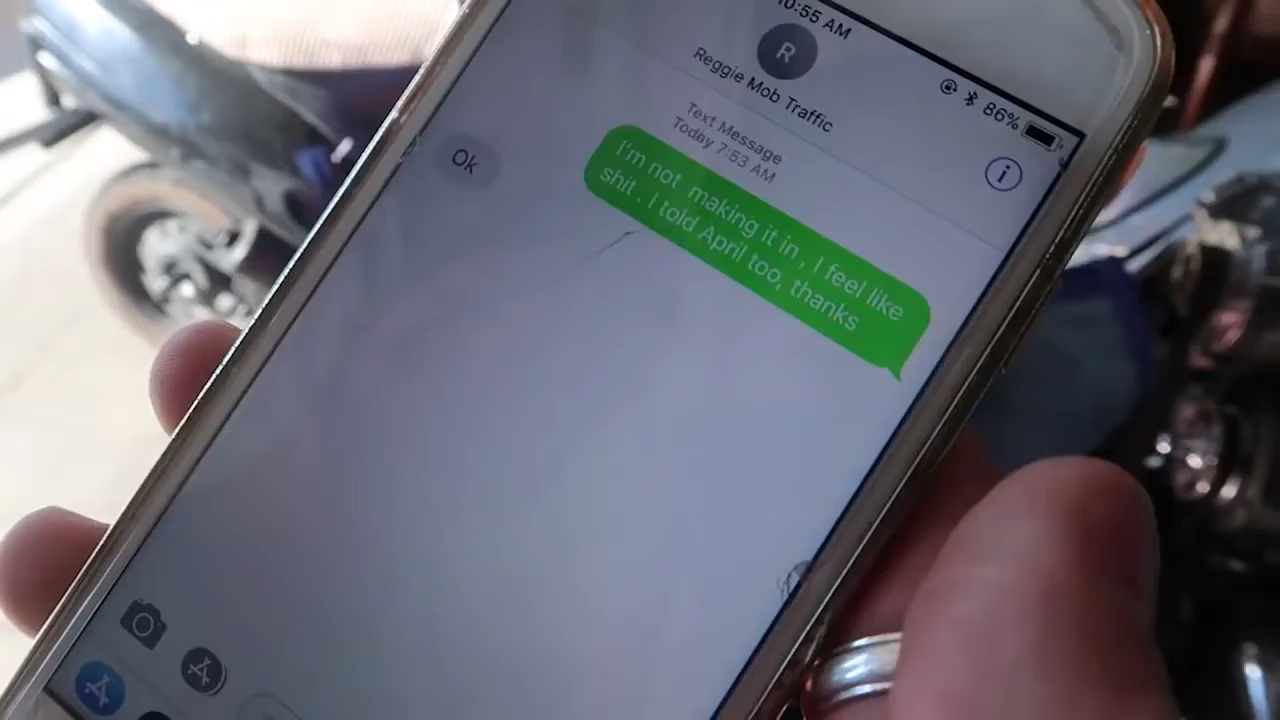 10:55 AM
86%
R
Reggie Mob Traffic
i
Text Message
Today 7:53 AM
I'm not making it in , I feel like
shit . I told April too, thanks
Ok